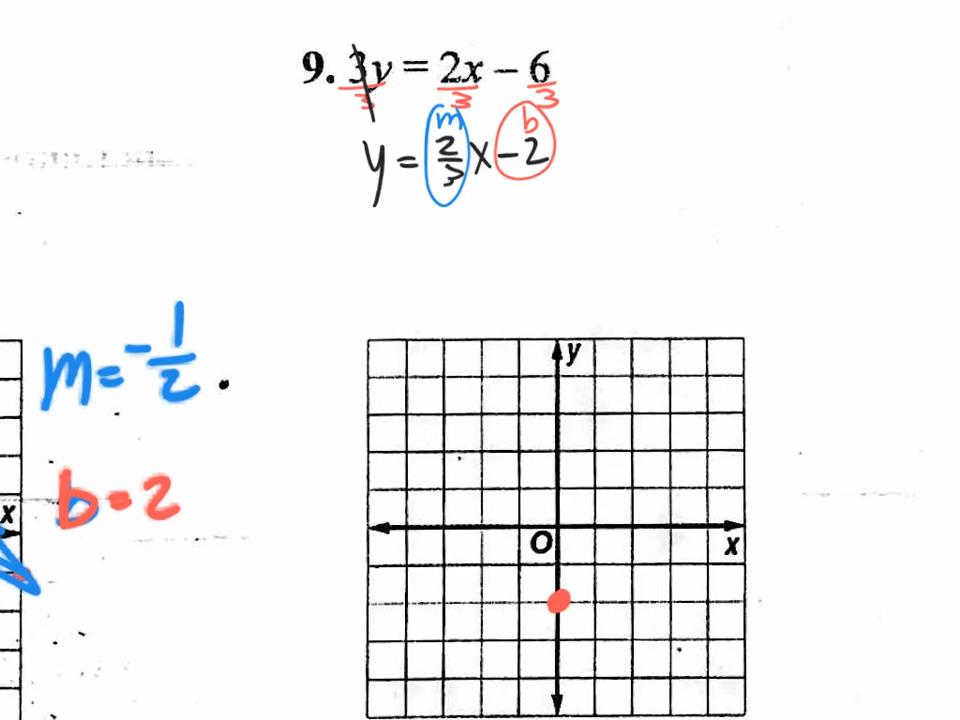 9. 3y = 2x − 6
3 3 3
m b
y = 2/3 x − 2
m = -1/2 .
b = 2
y
x
O
x